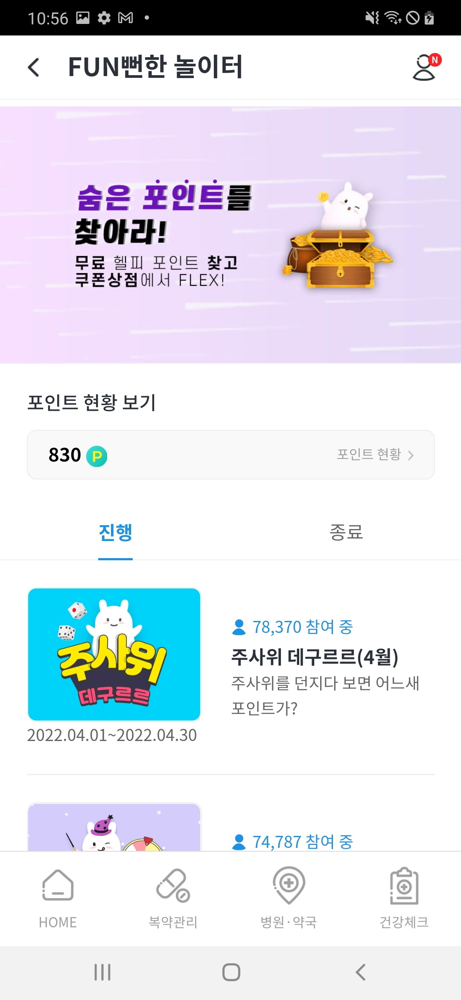 10:56
FUN뻔한 놀이터
N
숨은 포인트를
찾아라!
무료 헬피 포인트 찾고
쿠폰상점에서 FLEX!
P
포인트 현황 보기
830 P
포인트 현황
진행
종료
주사위
데구르르
78,370 참여 중
주사위 데구르르(4월)
주사위를 던지다 보면 어느새
포인트가?
2022.04.01~2022.04.30
74,787 참여 중
HOME
복약관리
병원·약국
건강체크